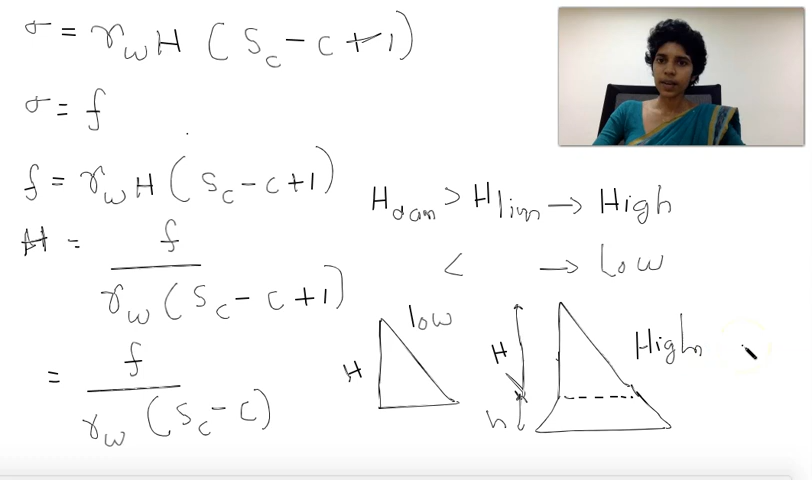 σ = γw H (Sc - c + 1)
σ = f
f = γw H (Sc - c + 1)
H = f / γw (Sc - c + 1)
= f / γw (Sc - c)
Hdam > Hlim → High
< → low
low
H
High
H
h